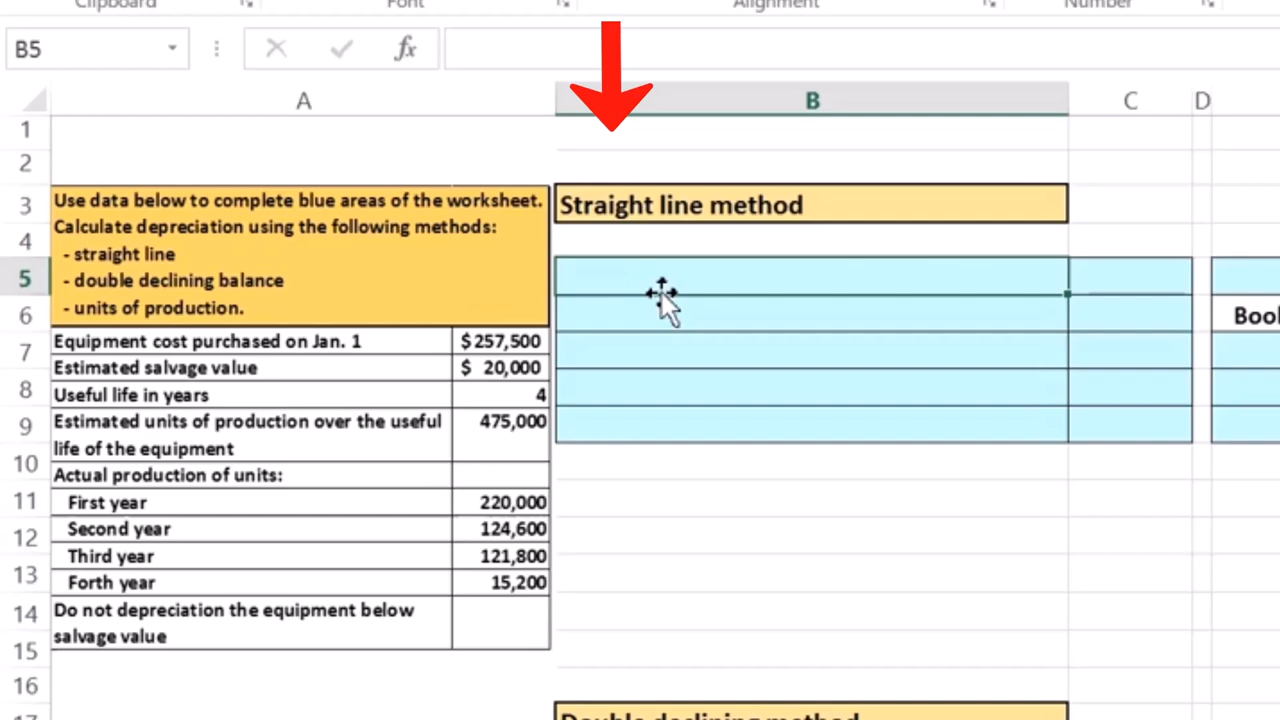 Clipboard Font Alignment Number
B5 fx
A B C D
1
2
3
4
5
6
7
8
9
10
11
12
13
14
15
16
17
Use data below to complete blue areas of the worksheet.
Calculate depreciation using the following methods:
- straight line
- double declining balance
- units of production.
Equipment cost purchased on Jan. 1 $257,500
Estimated salvage value $ 20,000
Useful life in years 4
Estimated units of production over the useful 475,000
life of the equipment
Actual production of units:
First year 220,000
Second year 124,600
Third year 121,800
Forth year 15,200
Do not depreciation the equipment below
salvage value
Straight line method
Double declining method